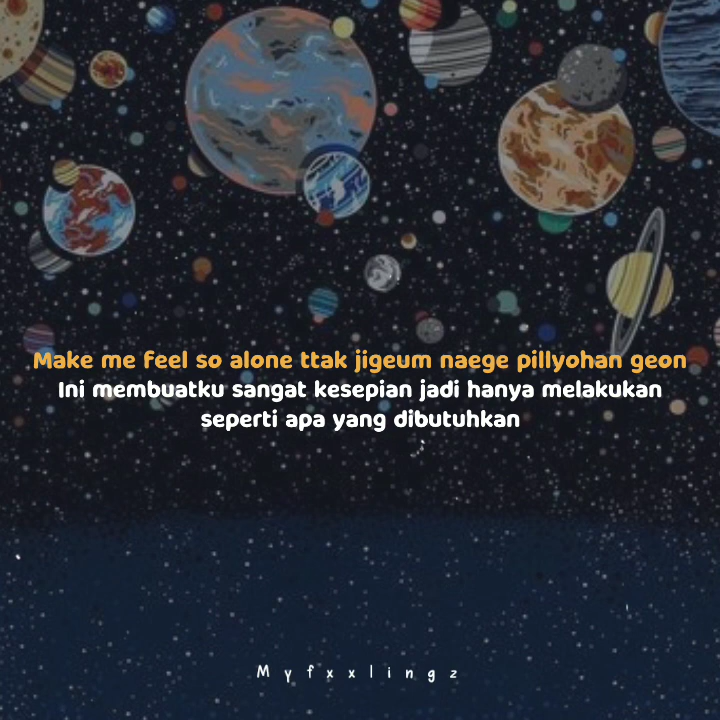 Make me feel so alone ttak jigeum naege pillyohan geon
Ini membuatku sangat kesepian jadi hanya melakukan
seperti apa yang dibutuhkan
Myfxxlingz